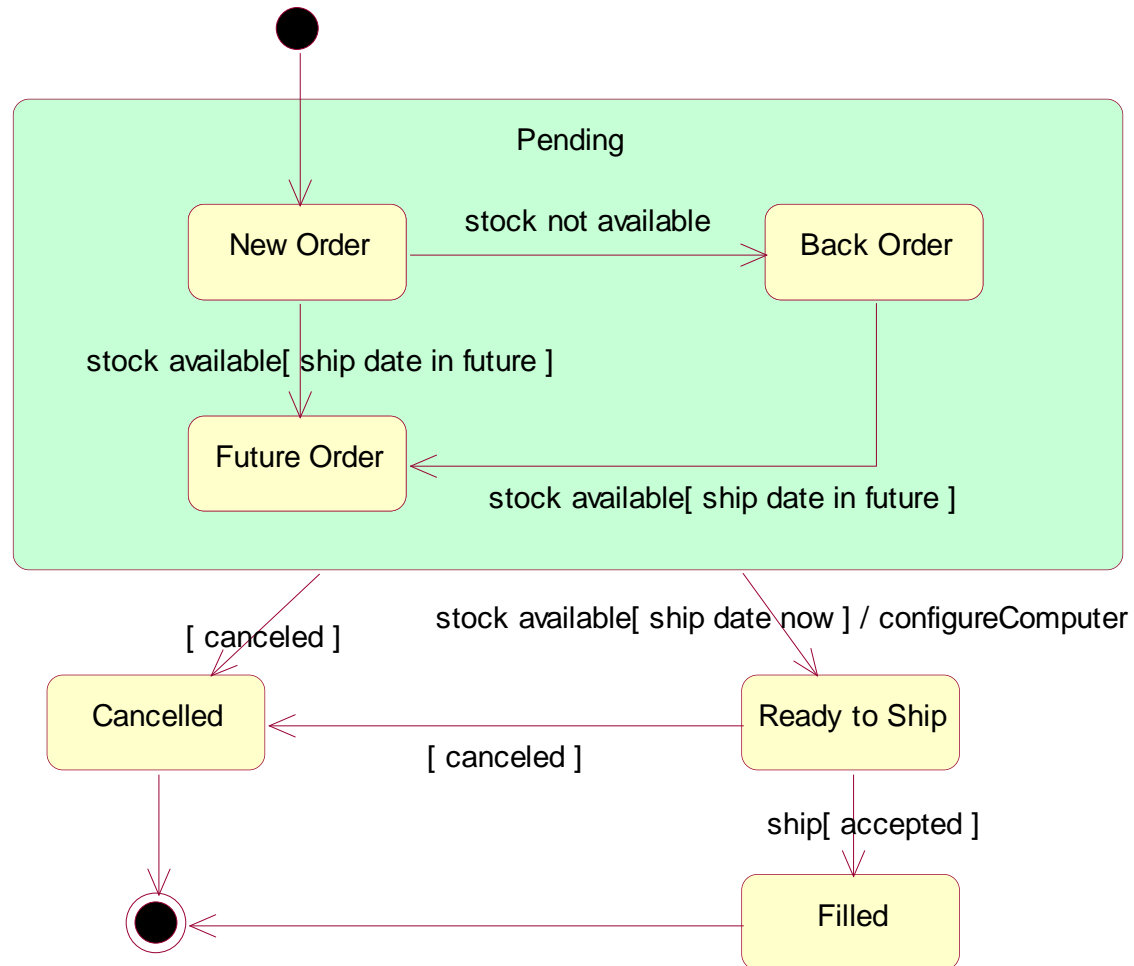 Pending
New Order
stock not available
Back Order
stock available[ ship date in future ]
Future Order
stock available[ ship date in future ]
[ canceled ]
stock available[ ship date now ] / configureComputer
Cancelled
Ready to Ship
[ canceled ]
ship[ accepted ]
Filled